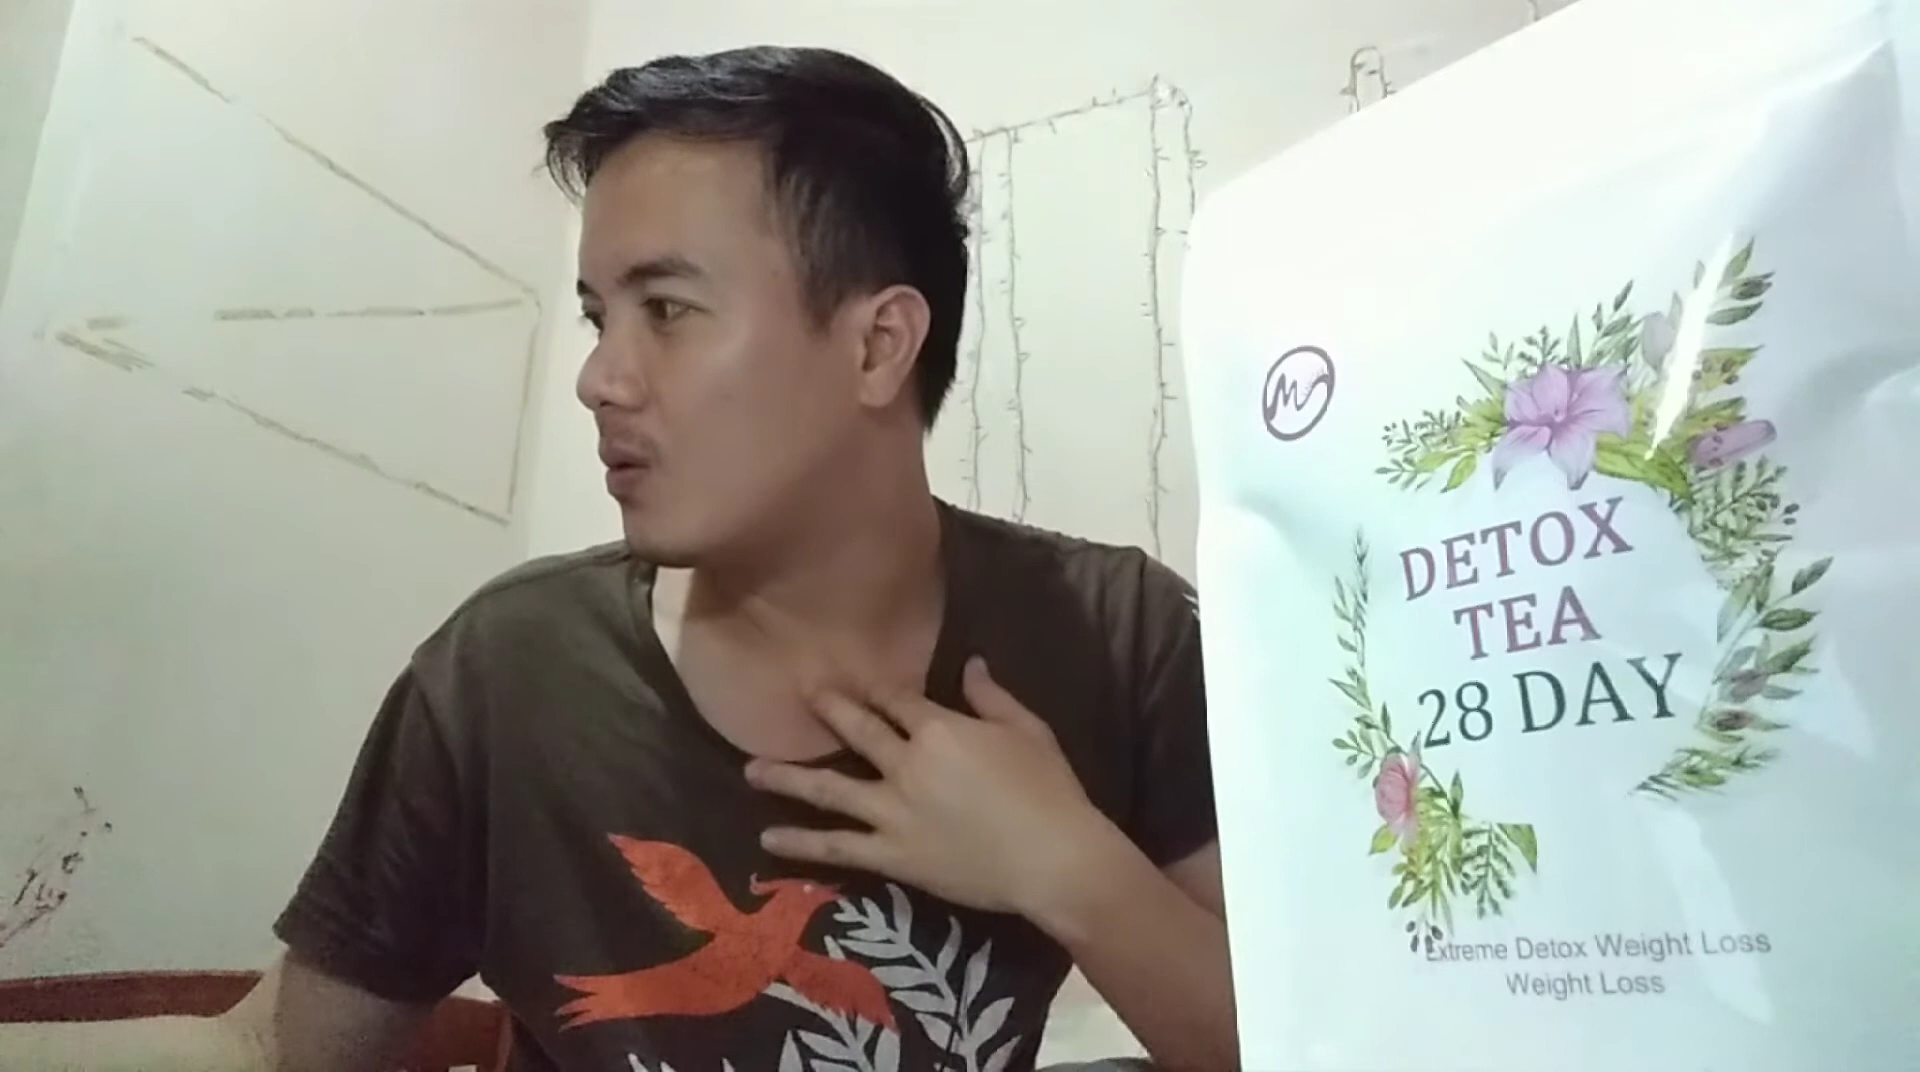 M
DETOX
TEA
28 DAY
Extreme Detox Weight Loss
Weight Loss